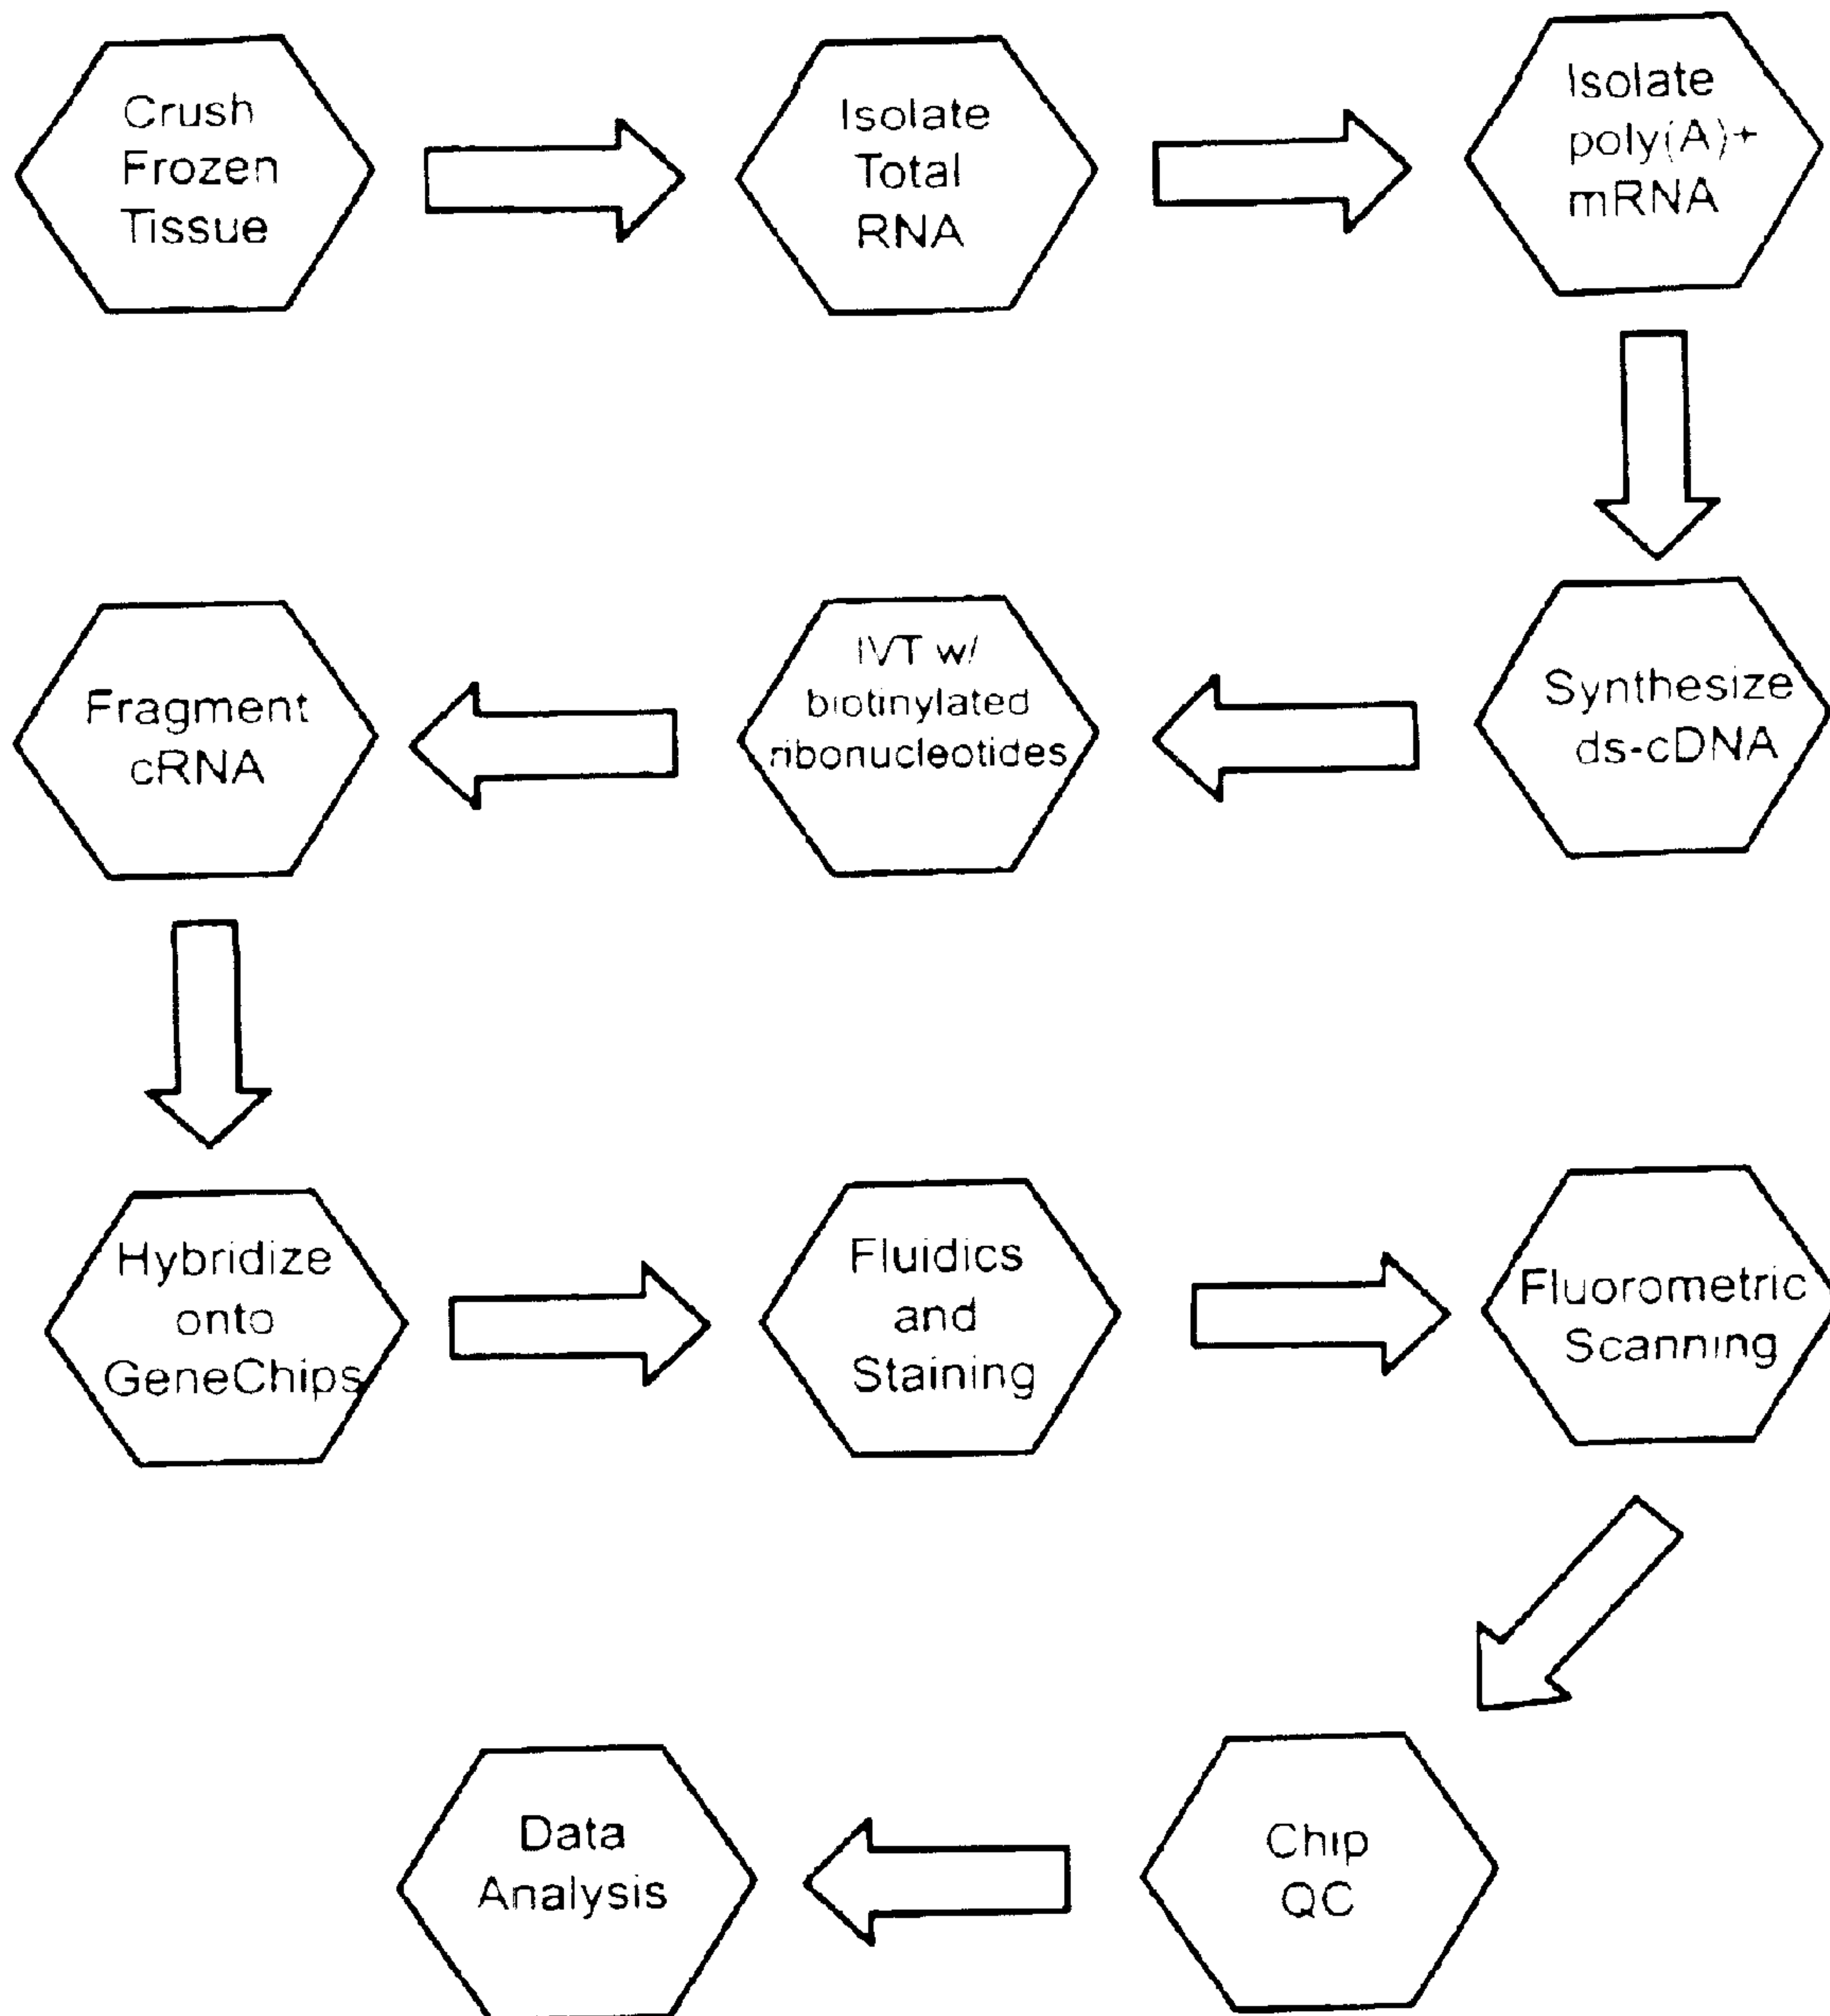 Crush
Frozen
Tissue
Isolate
Total
RNA
Isolate
poly(A)+
mRNA
Synthesize
ds-cDNA
IVT w/
biotinylated
ribonucleotides
Fragment
cRNA
Hybridize
onto
GeneChips
Fluidics
and
Staining
Fluorometric
Scanning
Chip
QC
Data
Analysis